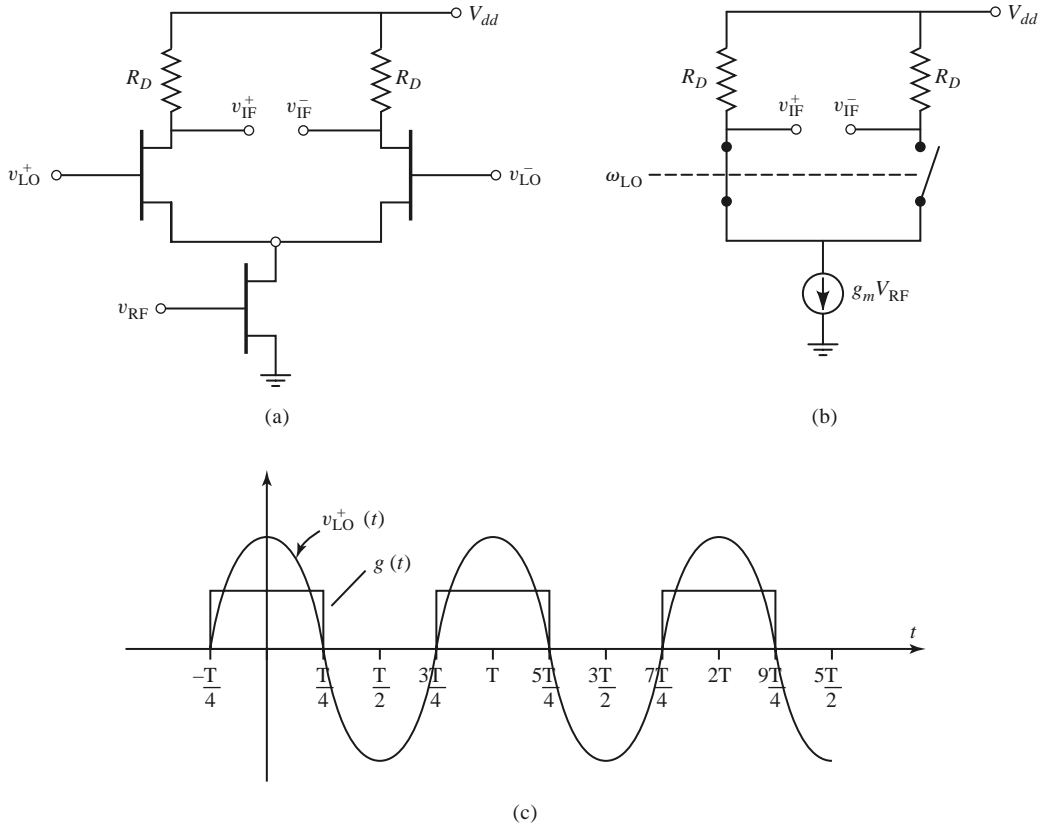 V_dd
R_D
R_D
v_IF^+
v_IF^-
v_LO^+
v_LO^-
v_RF
(a)
V_dd
R_D
R_D
v_IF^+
v_IF^-
ω_LO
g_m V_RF
(b)
v_LO^+ (t)
g (t)
t
-T/4
T/4
T/2
3T/4
T
5T/4
3T/2
7T/4
2T
9T/4
5T/2
(c)